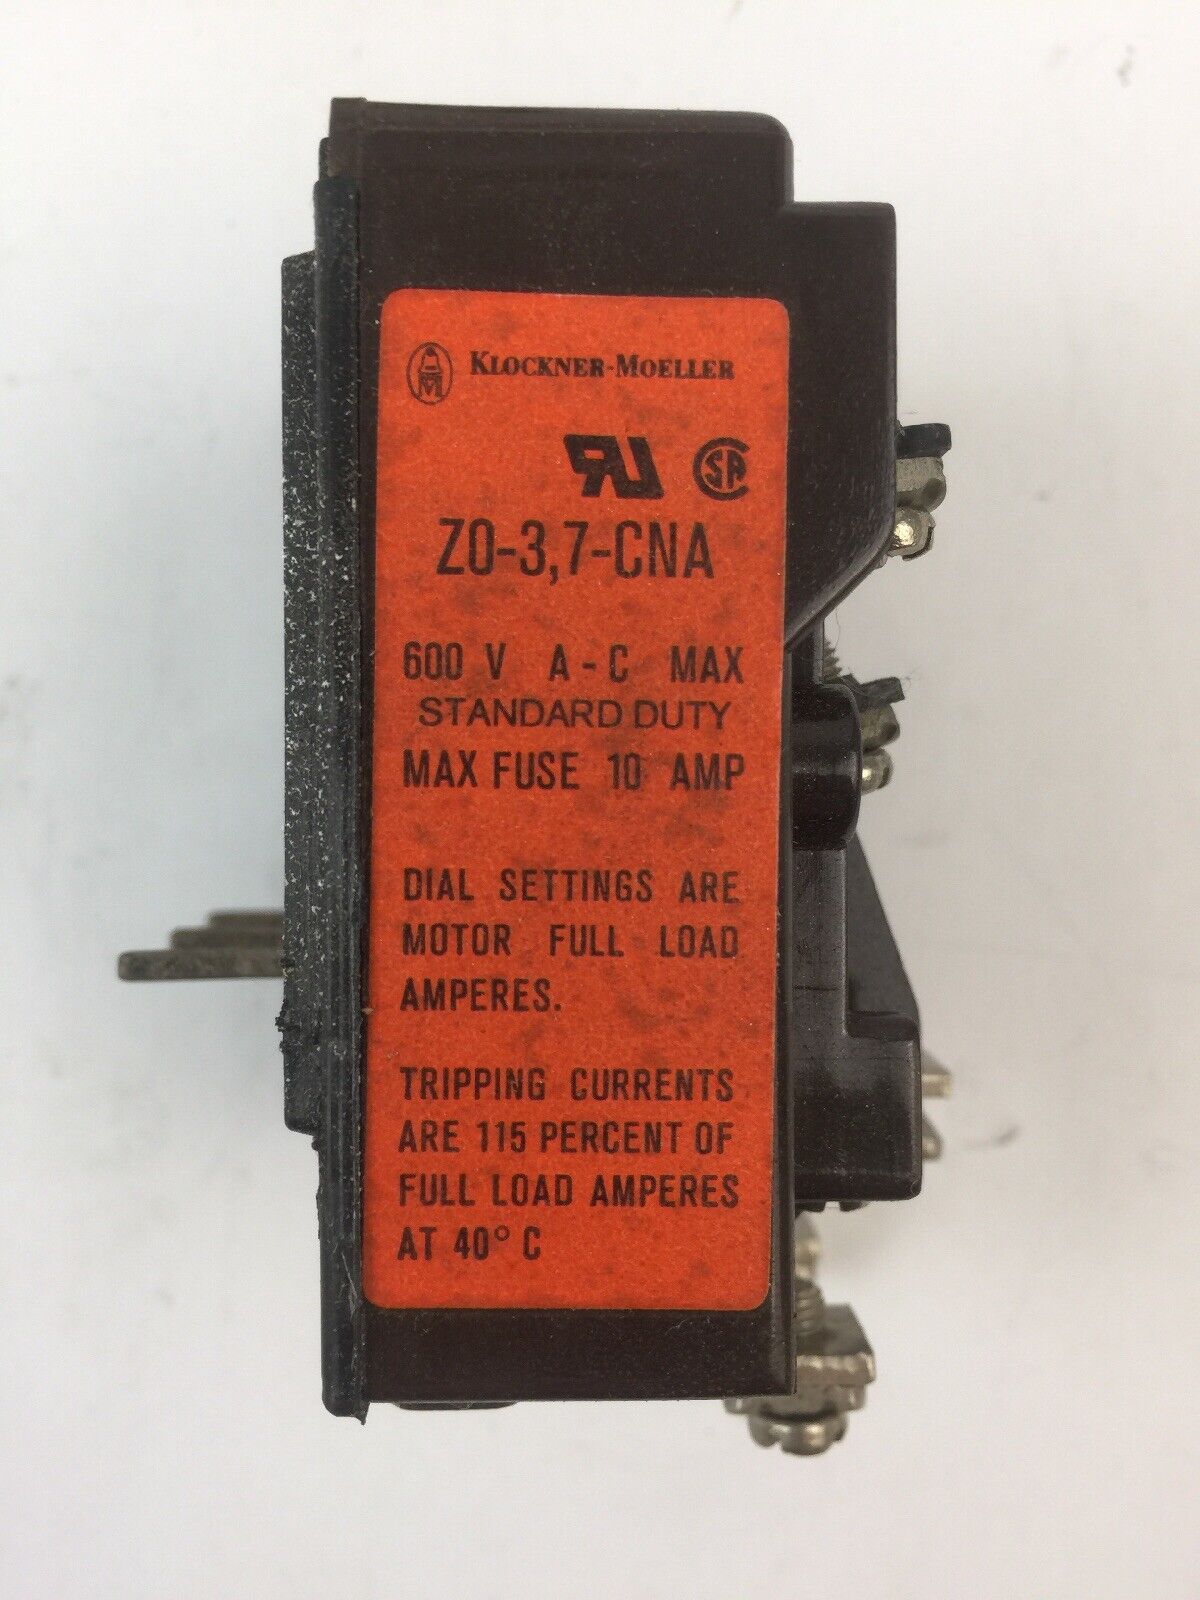 KLOCKNER-MOELLER
Z0-3,7-CNA
600 V A-C MAX
STANDARD DUTY
MAX FUSE 10 AMP
DIAL SETTINGS ARE
MOTOR FULL LOAD
AMPERES.
TRIPPING CURRENTS
ARE 115 PERCENT OF
FULL LOAD AMPERES
AT 40° C